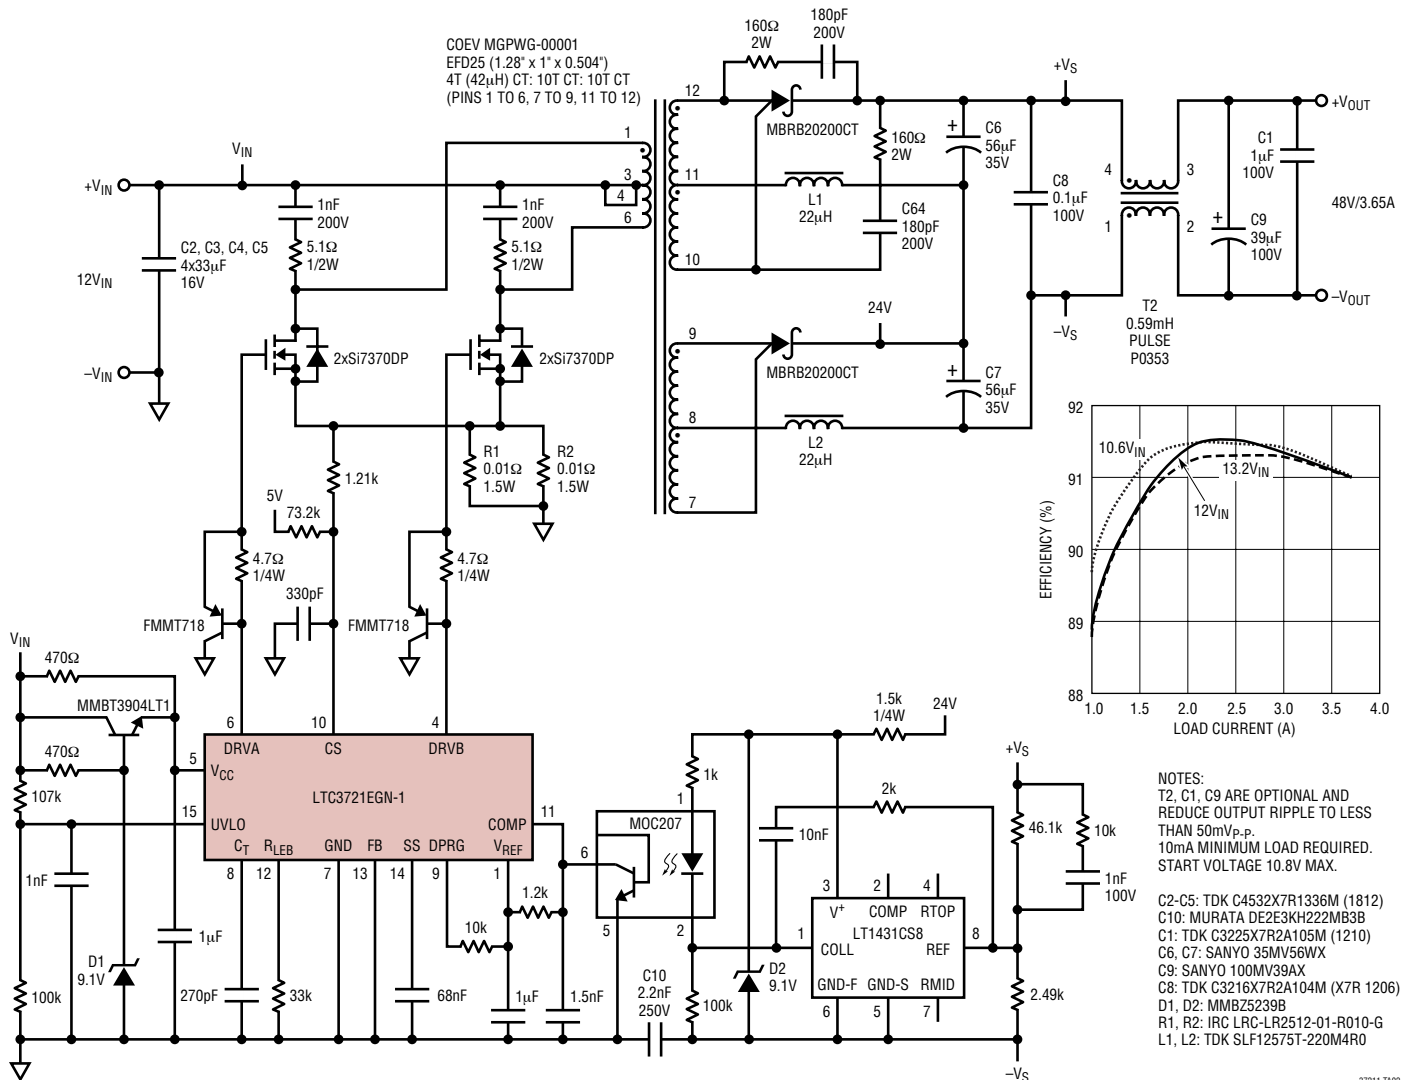 COEV MGPWG-00001
EFD25 (1.28" x 1" x 0.504")
4T (42µH) CT: 10T CT: 10T CT
(PINS 1 TO 6, 7 TO 9, 11 TO 12)
160Ω
2W
180pF
200V
12
MBRB20200CT
160Ω
2W
+
C6
56µF
35V
+VS
+VOUT
C1
1µF
100V
VIN
+VIN
1
3
4
6
11
L1
22µH
C64
180pF
200V
10
C8
0.1µF
100V
4
3
1
2
+
C9
39µF
100V
48V/3.65A
1nF
200V
5.1Ω
1/2W
1nF
200V
5.1Ω
1/2W
C2, C3, C4, C5
4x33µF
16V
12VIN
–VIN
2xSi7370DP
2xSi7370DP
9
24V
MBRB20200CT
+
C7
56µF
35V
8
L2
22µH
7
–VS
–VOUT
T2
0.59mH
PULSE
P0353
R1
0.01Ω
1.5W
R2
0.01Ω
1.5W
1.21k
5V
73.2k
4.7Ω
1/4W
4.7Ω
1/4W
330pF
FMMT718
FMMT718
92
91
90
89
88
EFFICIENCY (%)
10.6VIN
12VIN
13.2VIN
1.0 1.5 2.0 2.5 3.0 3.5 4.0
LOAD CURRENT (A)
VIN
470Ω
MMBT3904LT1
470Ω
107k
1nF
100k
D1
9.1V
1µF
6 10 4
DRVA CS DRVB
5
VCC
LTC3721EGN-1
15
UVLO
11
COMP
CT RLEB GND FB SS DPRG VREF
8 12 7 13 14 9 1
270pF
33k
68nF
10k
1.2k
1µF
1.5nF
MOC207
6
5
1
2
1k
C10
2.2nF
250V
100k
D2
9.1V
10nF
2k
1.5k
1/4W
24V
3 2 4
V+ COMP RTOP
LT1431CS8
1
COLL
REF
8
GND-F GND-S RMID
6 5 7
+VS
46.1k
10k
1nF
100V
2.49k
–VS
NOTES:
T2, C1, C9 ARE OPTIONAL AND
REDUCE OUTPUT RIPPLE TO LESS
THAN 50mVP-P.
10mA MINIMUM LOAD REQUIRED.
START VOLTAGE 10.8V MAX.
C2-C5: TDK C4532X7R1336M (1812)
C10: MURATA DE2E3KH222MB3B
C1: TDK C3225X7R2A105M (1210)
C6, C7: SANYO 35MV56WX
C9: SANYO 100MV39AX
C8: TDK C3216X7R2A104M (X7R 1206)
D1, D2: MMBZ5239B
R1, R2: IRC LRC-LR2512-01-R010-G
L1, L2: TDK SLF12575T-220M4R0